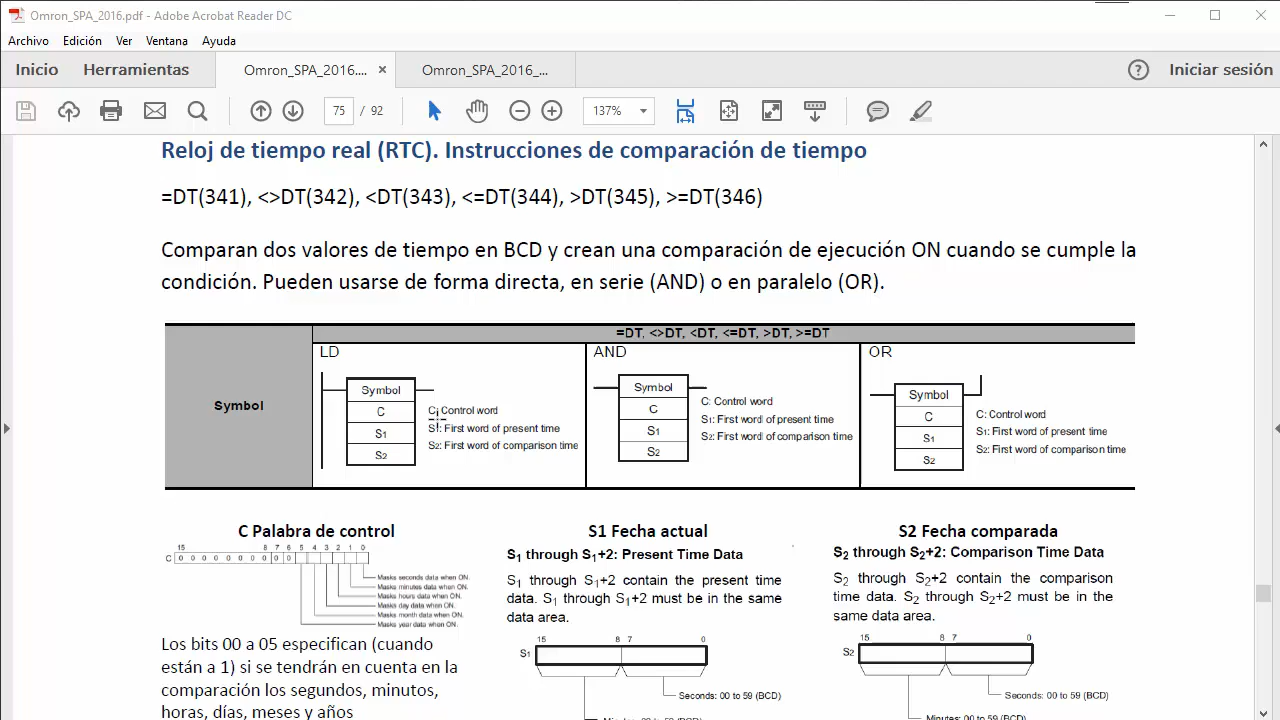 Omron_SPA_2016.pdf - Adobe Acrobat Reader DC
Archivo Edición Ver Ventana Ayuda
Inicio Herramientas Omron_SPA_2016.... × Omron_SPA_2016_... Iniciar sesión
75 / 92 137%
Reloj de tiempo real (RTC). Instrucciones de comparación de tiempo
=DT(341), <>DT(342), <DT(343), <=DT(344), >DT(345), >=DT(346)
Comparan dos valores de tiempo en BCD y crean una comparación de ejecución ON cuando se cumple la
condición. Pueden usarse de forma directa, en serie (AND) o en paralelo (OR).
=DT, <>DT, <DT, <=DT, >DT, >=DT
Symbol
LD
Symbol
C
S1
S2
C: Control word
S1: First word of present time
S2: First word of comparison time
AND
Symbol
C
S1
S2
C: Control word
S1: First word of present time
S2: First word of comparison time
OR
Symbol
C
S1
S2
C: Control word
S1: First word of present time
S2: First word of comparison time
C Palabra de control
15 8 7 6 5 4 3 2 1 0
C 0 0 0 0 0 0 0 0 0 0
Masks seconds data when ON.
Masks minutes data when ON.
Masks hours data when ON.
Masks day data when ON.
Masks month data when ON.
Masks year data when ON.
Los bits 00 a 05 especifican (cuando
están a 1) si se tendrán en cuenta en la
comparación los segundos, minutos,
horas, días, meses y años
S1 Fecha actual
S1 through S1+2: Present Time Data
S1 through S1+2 contain the present time
data. S1 through S1+2 must be in the same
data area.
15 8 7 0
S1
Seconds: 00 to 59 (BCD)
Minutes: 00 to 59 (BCD)
S2 Fecha comparada
S2 through S2+2: Comparison Time Data
S2 through S2+2 contain the comparison
time data. S2 through S2+2 must be in the
same data area.
15 8 7 0
S2
Seconds: 00 to 59 (BCD)
Minutes: 00 to 59 (BCD)